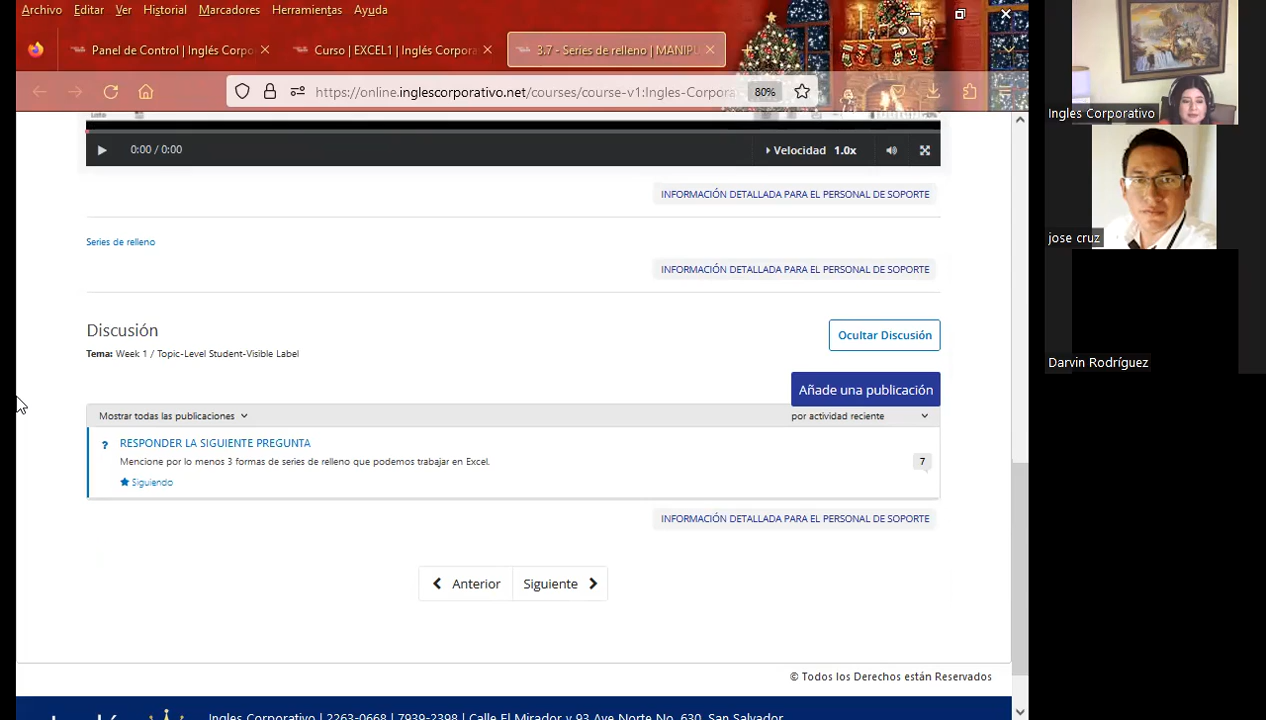 Archivo Editar Ver Historial Marcadores Herramientas Ayuda
Panel de Control | Inglés Corpo
Curso | EXCEL1 | Inglés Corpora
3.7 - Series de relleno | MANIPU
https://online.inglescorporativo.net/courses/course-v1:Ingles-Corpora
80%
0:00 / 0:00
Velocidad 1.0x
INFORMACIÓN DETALLADA PARA EL PERSONAL DE SOPORTE
Series de relleno
INFORMACIÓN DETALLADA PARA EL PERSONAL DE SOPORTE
Discusión
Ocultar Discusión
Tema: Week 1 / Topic-Level Student-Visible Label
Añade una publicación
Mostrar todas las publicaciones
por actividad reciente
? RESPONDER LA SIGUIENTE PREGUNTA
Mencione por lo menos 3 formas de series de relleno que podemos trabajar en Excel.
7
Siguiendo
INFORMACIÓN DETALLADA PARA EL PERSONAL DE SOPORTE
Anterior
Siguiente
© Todos los Derechos están Reservados
Ingles Corporativo | 2263-0668 | 7939-2398 | Calle El Mirador y 93 Ave Norte No. 630, San Salvador
Ingles Corporativo
jose cruz
Darvin Rodríguez